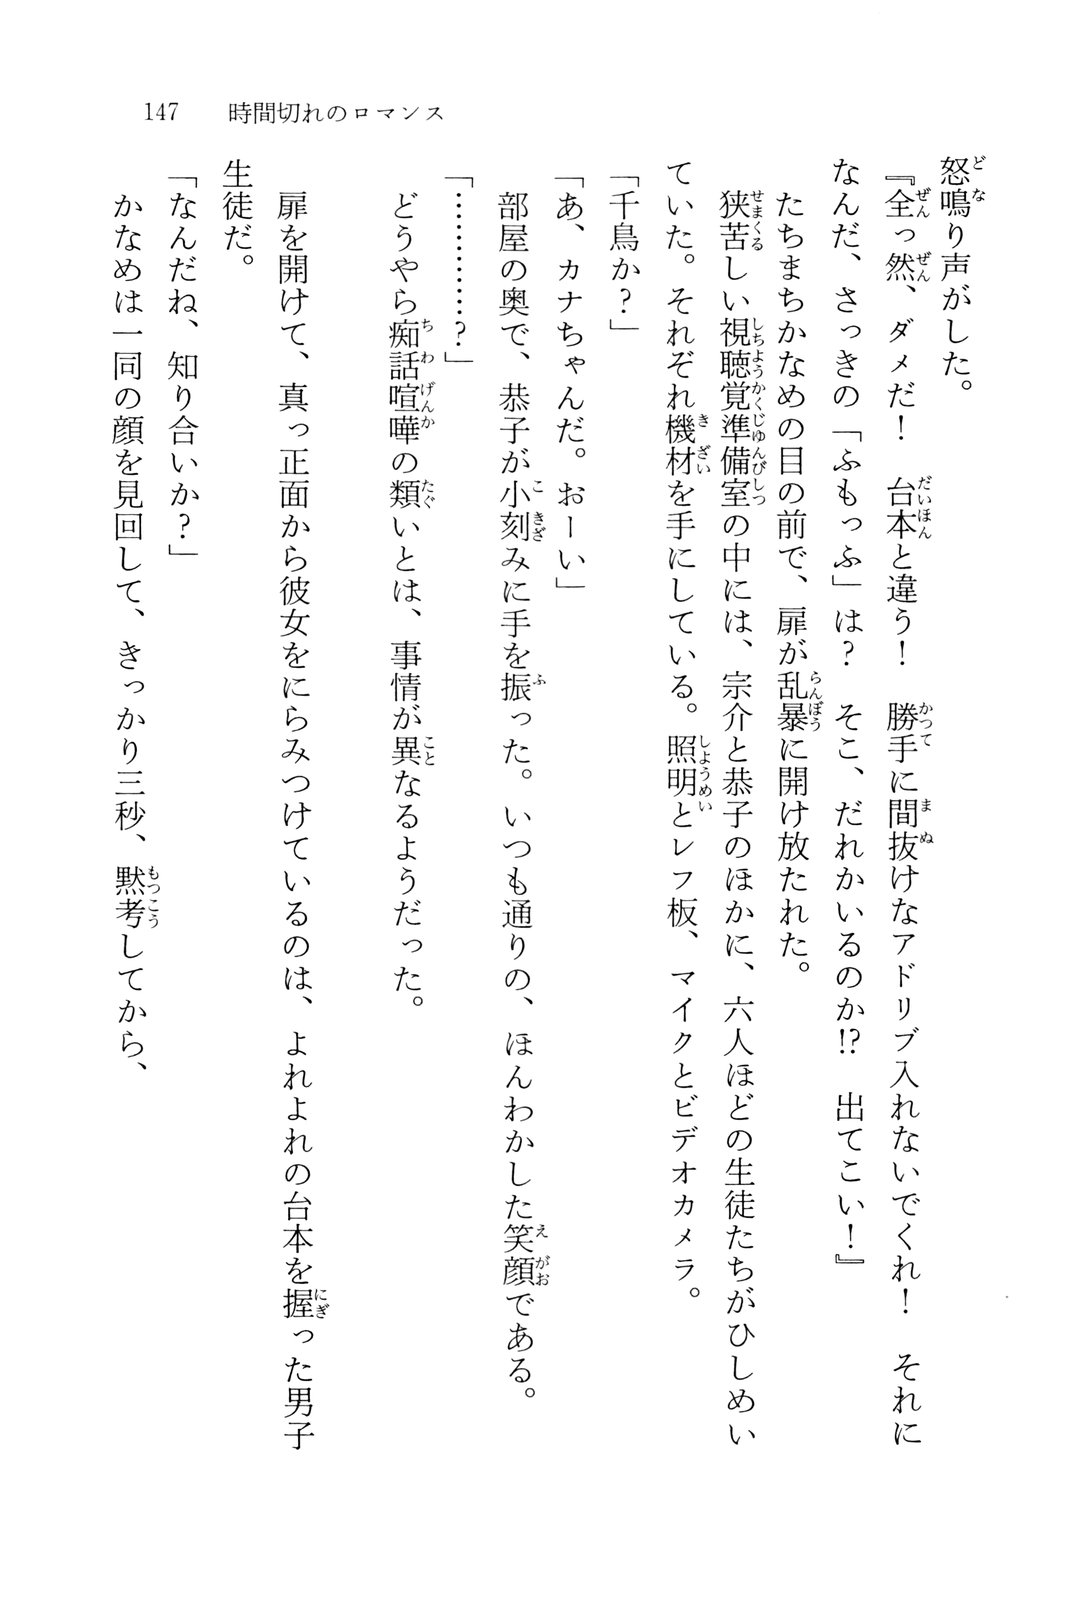 147　時間切れのロマンス
怒鳴り声がした。
『全っ然、ダメだ！　台本と違う！　勝手に間抜けなアドリブ入れないでくれ！　それに
なんだ、さっきの「ふもっふ」は？　そこ、だれかいるのか!?　出てこい！』
たちまちかなめの目の前で、扉が乱暴に開け放たれた。
狭苦しい視聴覚準備室の中には、宗介と恭子のほかに、六人ほどの生徒たちがひしめい
ていた。それぞれ機材を手にしている。照明とレフ板、マイクとビデオカメラ。
「千鳥か？」
「あ、カナちゃんだ。おーい」
部屋の奥で、恭子が小刻みに手を振った。いつも通りの、ほんわかした笑顔である。
「…………？」
どうやら痴話喧嘩の類いとは、事情が異なるようだった。
扉を開けて、真っ正面から彼女をにらみつけているのは、よれよれの台本を握った男子
生徒だ。
「なんだね、知り合いか？」
かなめは一同の顔を見回して、きっかり三秒、黙考してから、